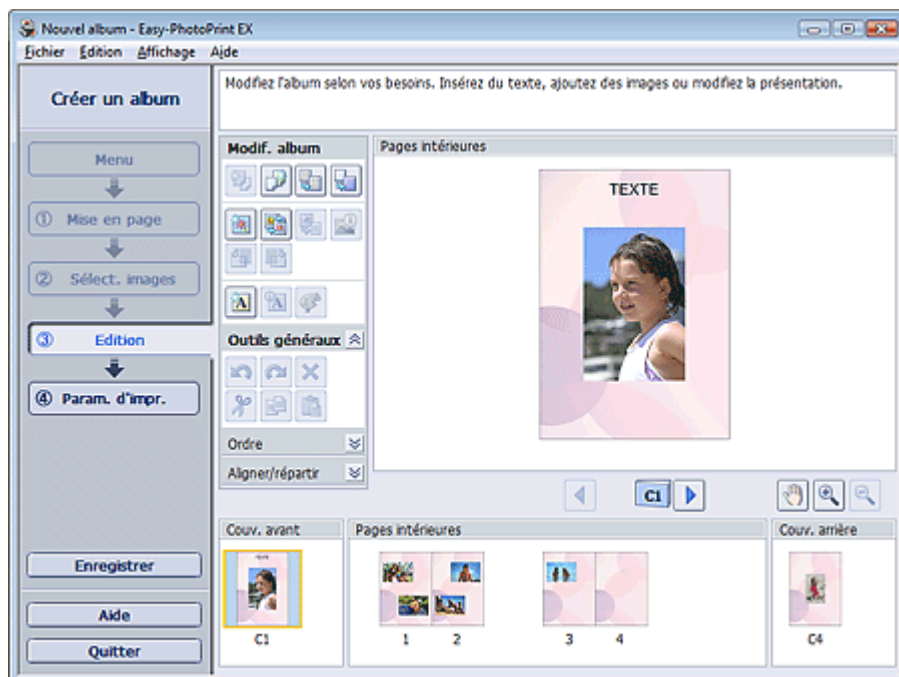 Nouvel album - Easy-PhotoPrint EX
Fichier Edition Affichage Aide
Créer un album
Modifiez l'album selon vos besoins. Insérez du texte, ajoutez des images ou modifiez la présentation.
Menu
① Mise en page
② Sélect. images
③ Edition
④ Param. d'impr.
Enregistrer
Aide
Quitter
Modif. album
Outils généraux
Ordre
Aligner/répartir
Pages intérieures
TEXTE
C1
Couv. avant
C1
Pages intérieures
1 2 3 4
Couv. arrière
C4